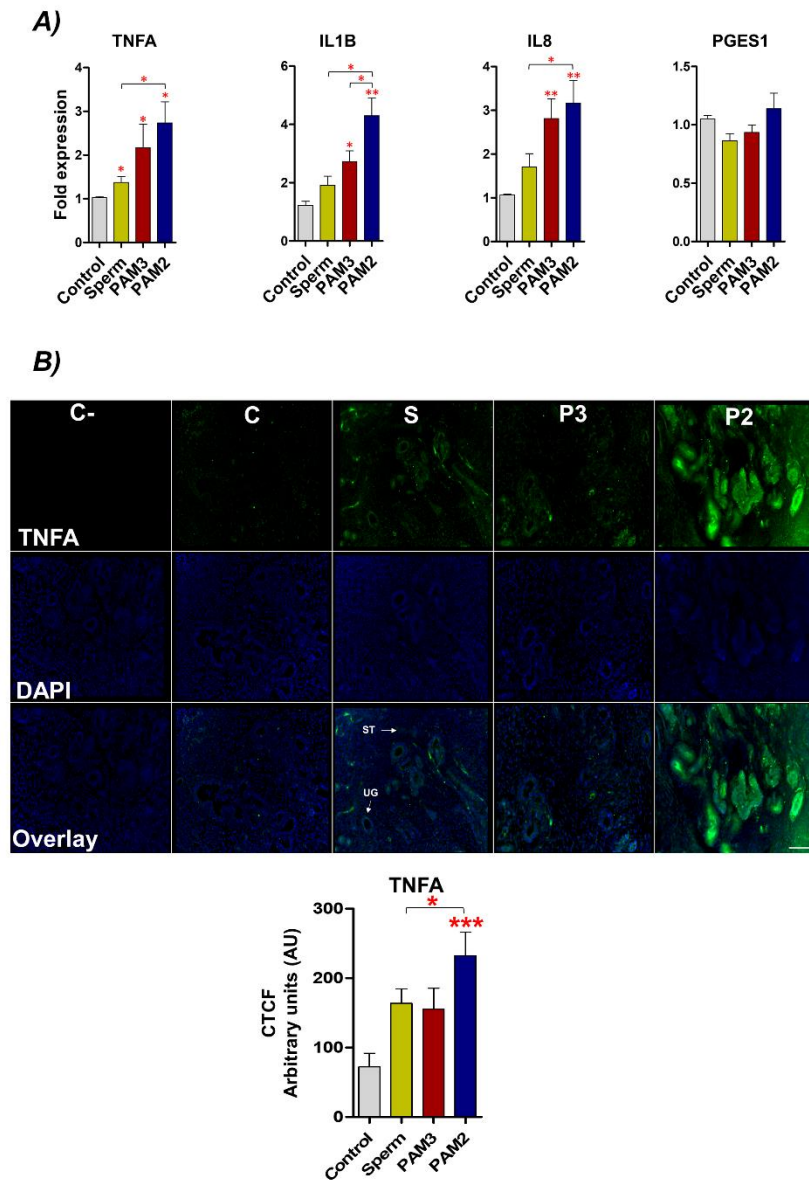 A)
TNFA
IL1B
IL8
PGES1
Fold expression
4
3
2
1
0
*
*
*
*
Control
Sperm
PAM3
PAM2
6
4
2
0
*
*
*
**
Control
Sperm
PAM3
PAM2
4
3
2
1
0
*
**
**
Control
Sperm
PAM3
PAM2
1.5
1.0
0.5
0.0
Control
Sperm
PAM3
PAM2
B)
C-
C
S
P3
P2
TNFA
DAPI
ST
UG
Overlay
TNFA
CTCF
Arbitrary units (AU)
300
200
100
0
*
***
Control
Sperm
PAM3
PAM2